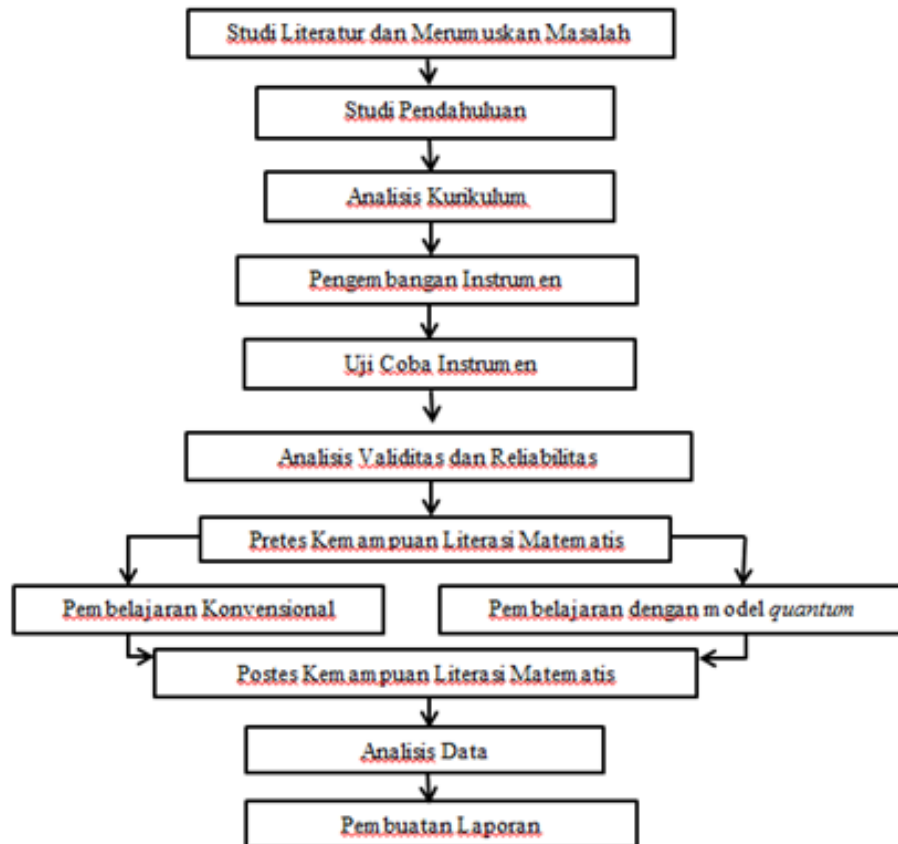 Studi Literatur dan Merumuskan Masalah
Studi Pendahuluan
Analisis Kurikulum
Pengembangan Instrumen
Uji Coba Instrumen
Analisis Validitas dan Reliabilitas
Pretes Kemampuan Literasi Matematis
Pembelajaran Konvensional
Pembelajaran dengan model quantum
Postes Kemampuan Literasi Matematis
Analisis Data
Pembuatan Laporan